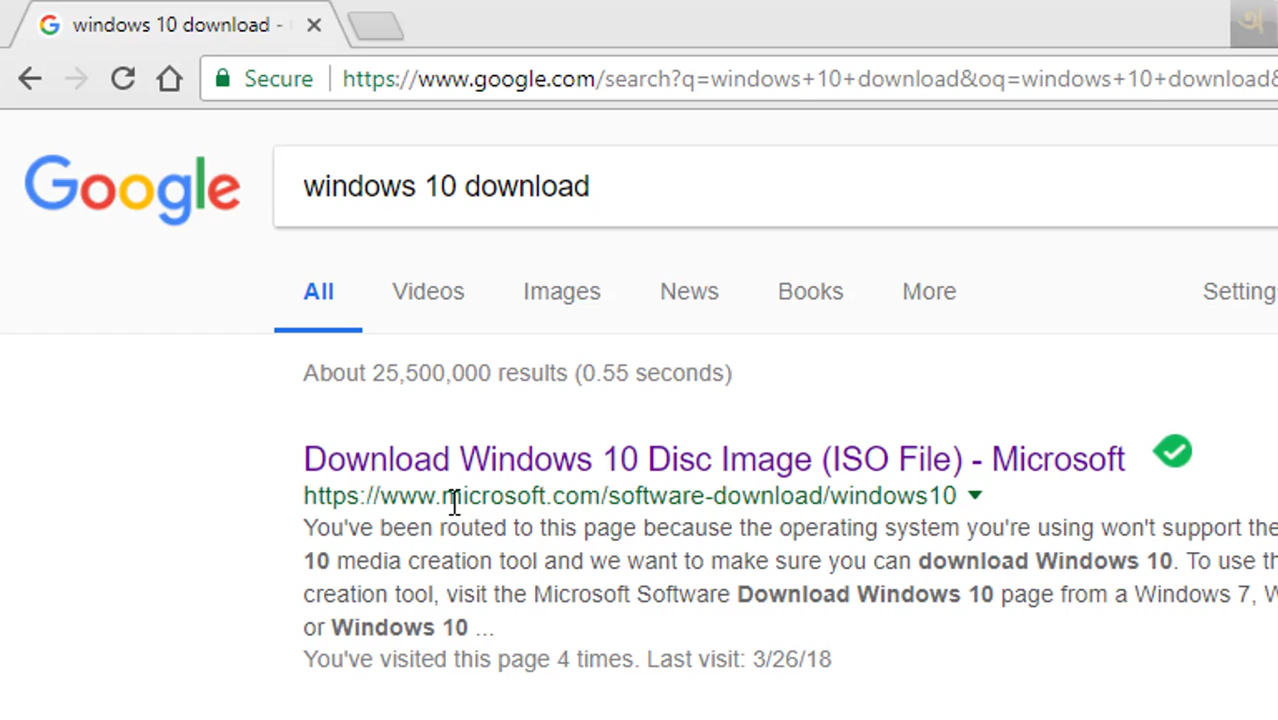 windows 10 download -
অ
Secure https://www.google.com/search?q=windows+10+download&oq=windows+10+download&
Google windows 10 download
All Videos Images News Books More Setting
About 25,500,000 results (0.55 seconds)
Download Windows 10 Disc Image (ISO File) - Microsoft
https://www.microsoft.com/software-download/windows10
You've been routed to this page because the operating system you're using won't support the
10 media creation tool and we want to make sure you can download Windows 10. To use th
creation tool, visit the Microsoft Software Download Windows 10 page from a Windows 7, W
or Windows 10 ...
You've visited this page 4 times. Last visit: 3/26/18